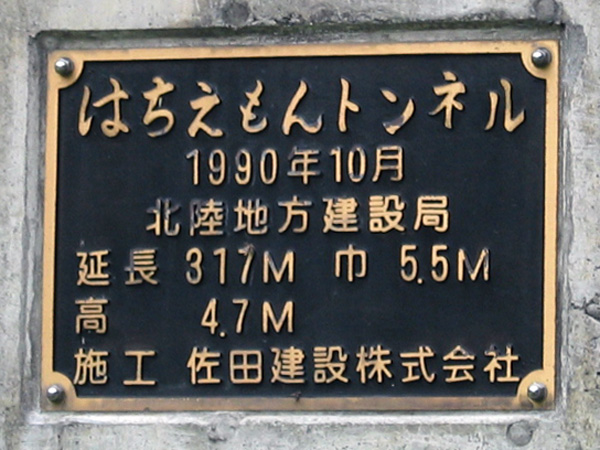 はちえもんトンネル
1990年10月
北陸地方建設局
延長 317M 巾 5.5M
高 4.7M
施工 佐田建設株式会社